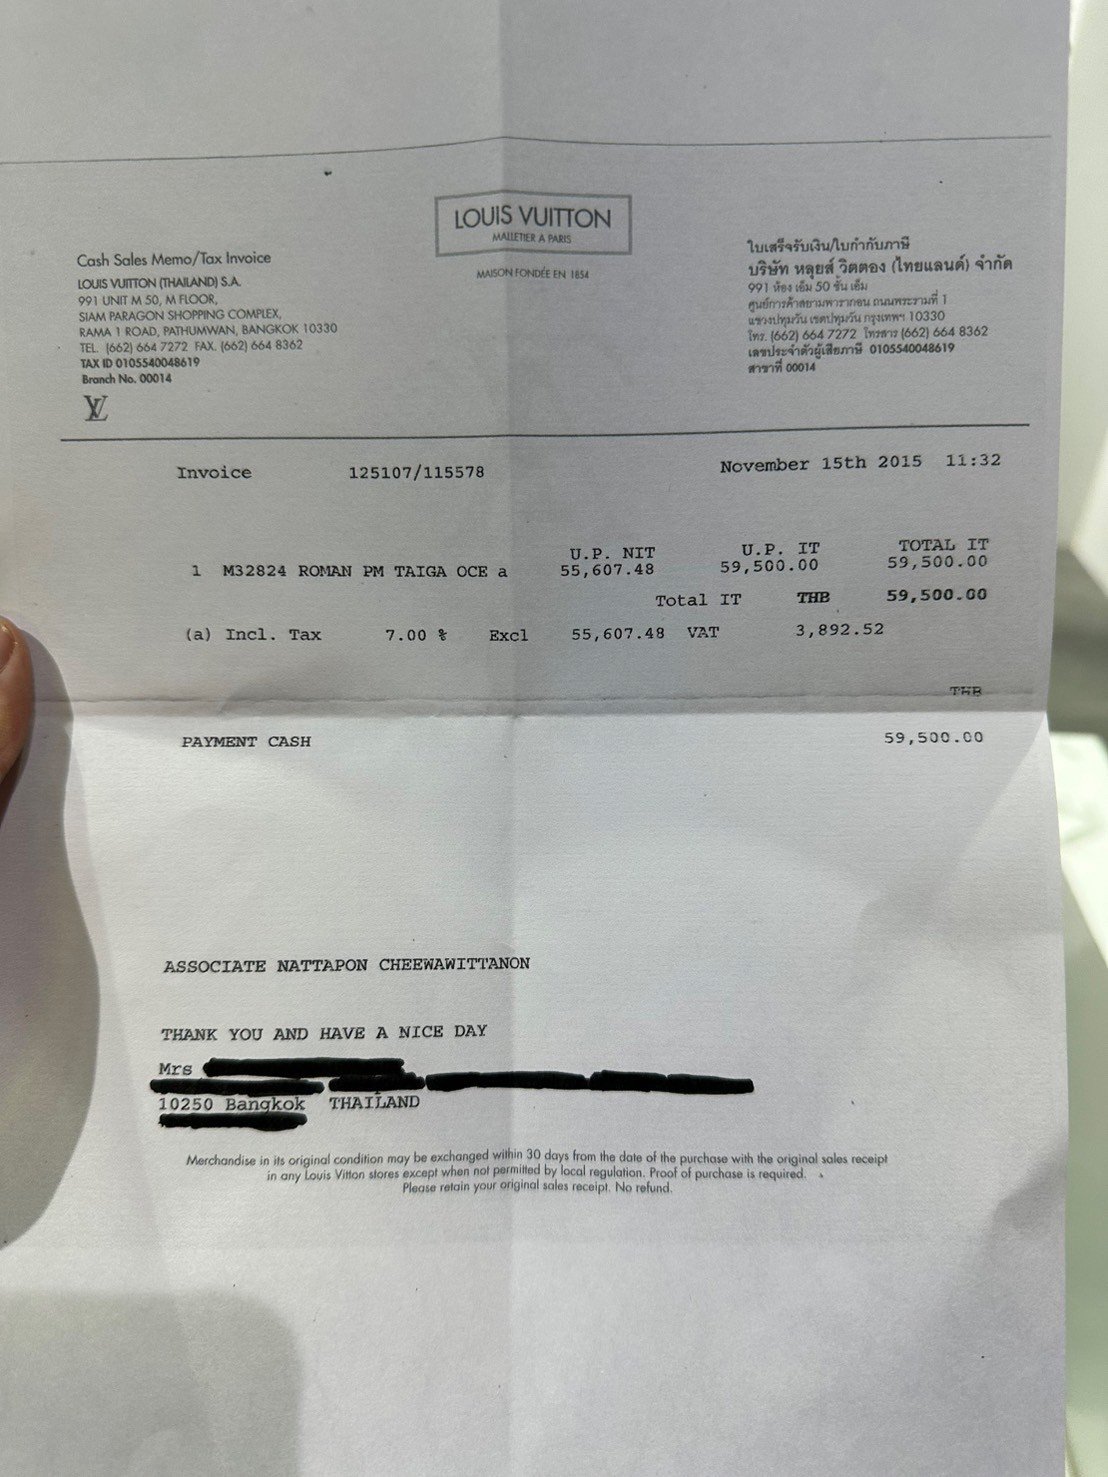 LOUIS VUITTON
MALLETIER A PARIS
MAISON FONDÉE EN 1854
Cash Sales Memo/Tax Invoice
LOUIS VUITTON (THAILAND) S.A.
991 UNIT M 50, M FLOOR,
SIAM PARAGON SHOPPING COMPLEX,
RAMA 1 ROAD, PATHUMWAN, BANGKOK 10330
TEL. (662) 664 7272 FAX. (662) 664 8362
TAX ID 0105540048619
Branch No. 00014
LV
ใบเสร็จรับเงิน/ใบกำกับภาษี
บริษัท หลุยส์ วิตตอง (ไทยแลนด์) จำกัด
991 ห้อง เอ็ม 50 ชั้น เอ็ม
ศูนย์การค้าสยามพารากอน ถนนพระรามที่ 1
แขวงปทุมวัน เขตปทุมวัน กรุงเทพฯ 10330
โทร. (662) 664 7272 โทรสาร (662) 664 8362
เลขประจำตัวผู้เสียภาษี 0105540048619
สาขาที่ 00014
Invoice 125107/115578 November 15th 2015 11:32
U.P. NIT U.P. IT TOTAL IT
1 M32824 ROMAN PM TAIGA OCE a 55,607.48 59,500.00 59,500.00
Total IT THB 59,500.00
(a) Incl. Tax 7.00 % Excl 55,607.48 VAT 3,892.52
THB
PAYMENT CASH 59,500.00
ASSOCIATE NATTAPON CHEEWAWITTANON
THANK YOU AND HAVE A NICE DAY
Mrs
10250 Bangkok THAILAND
Merchandise in its original condition may be exchanged within 30 days from the date of the purchase with the original sales receipt
in any Louis Vitton stores except when not permitted by local regulation. Proof of purchase is required.
Please retain your original sales receipt. No refund.